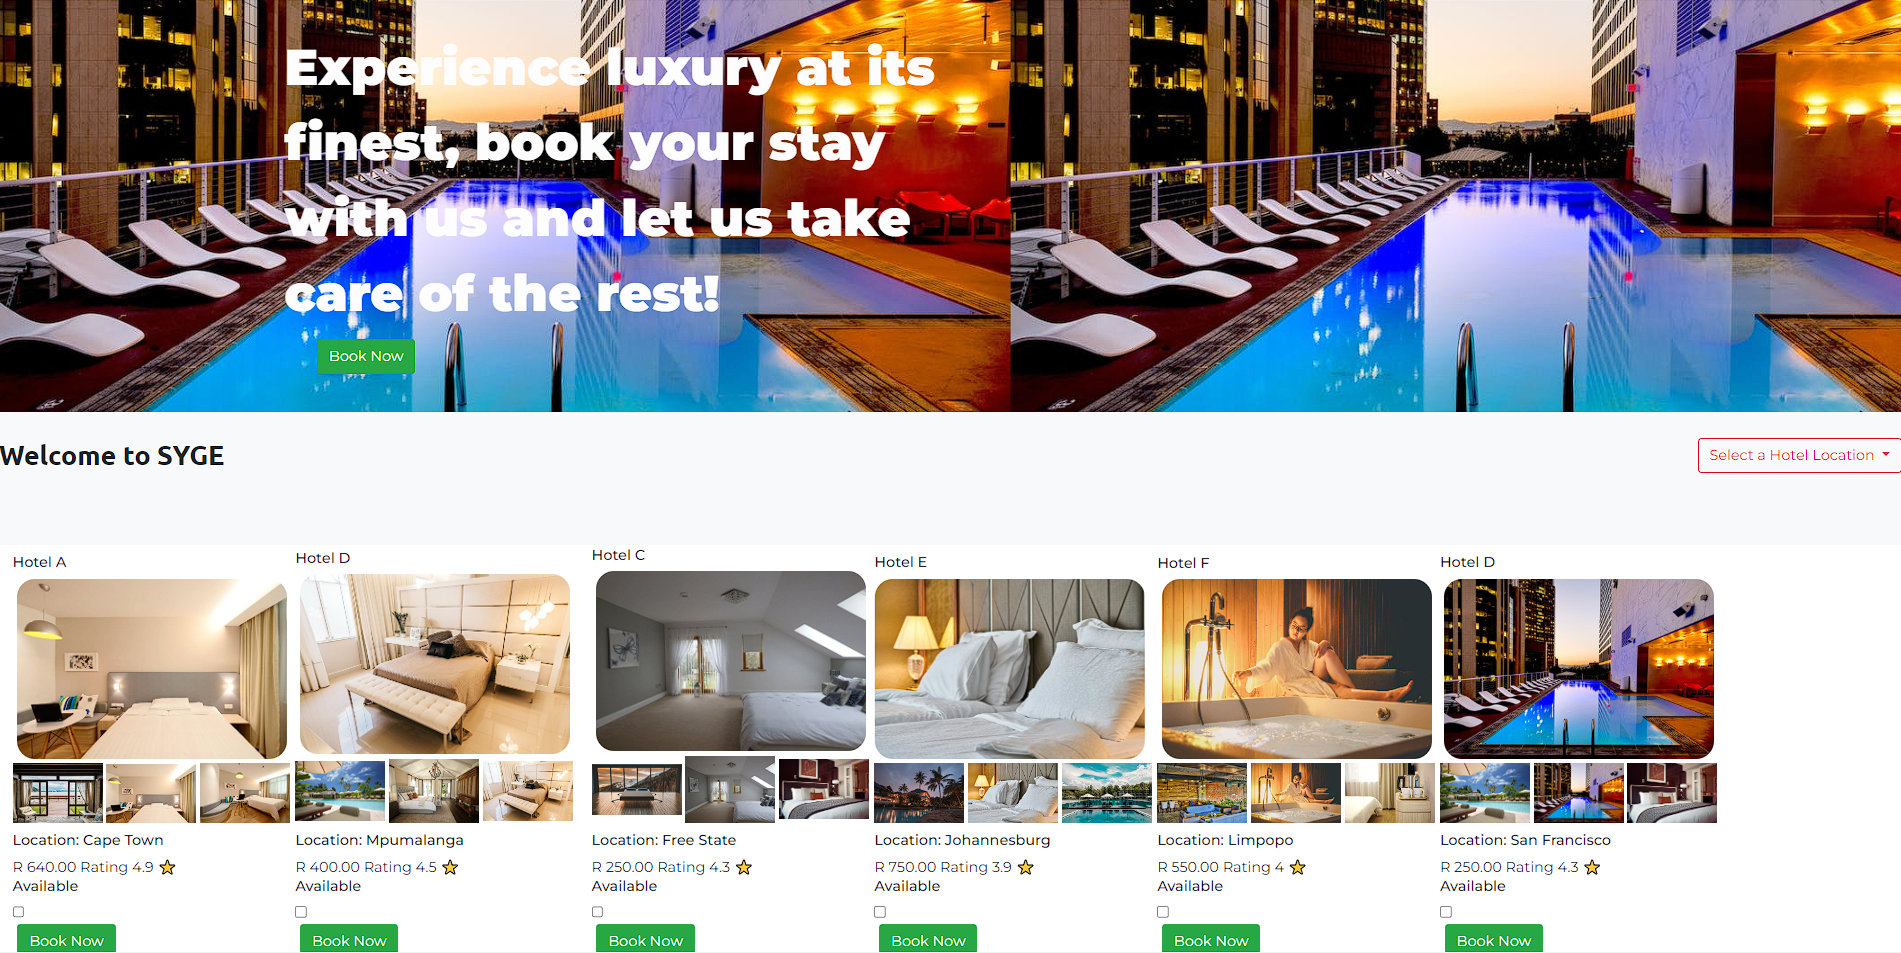 Experience luxury at its
finest, book your stay
with us and let us take
care of the rest!
Book Now
Welcome to SYGE
Select a Hotel Location
Hotel A
Location: Cape Town
R 640.00 Rating 4.9
Available
Book Now
Hotel D
Location: Mpumalanga
R 400.00 Rating 4.5
Available
Book Now
Hotel C
Location: Free State
R 250.00 Rating 4.3
Available
Book Now
Hotel E
Location: Johannesburg
R 750.00 Rating 3.9
Available
Book Now
Hotel F
Location: Limpopo
R 550.00 Rating 4
Available
Book Now
Hotel D
Location: San Francisco
R 250.00 Rating 4.3
Available
Book Now